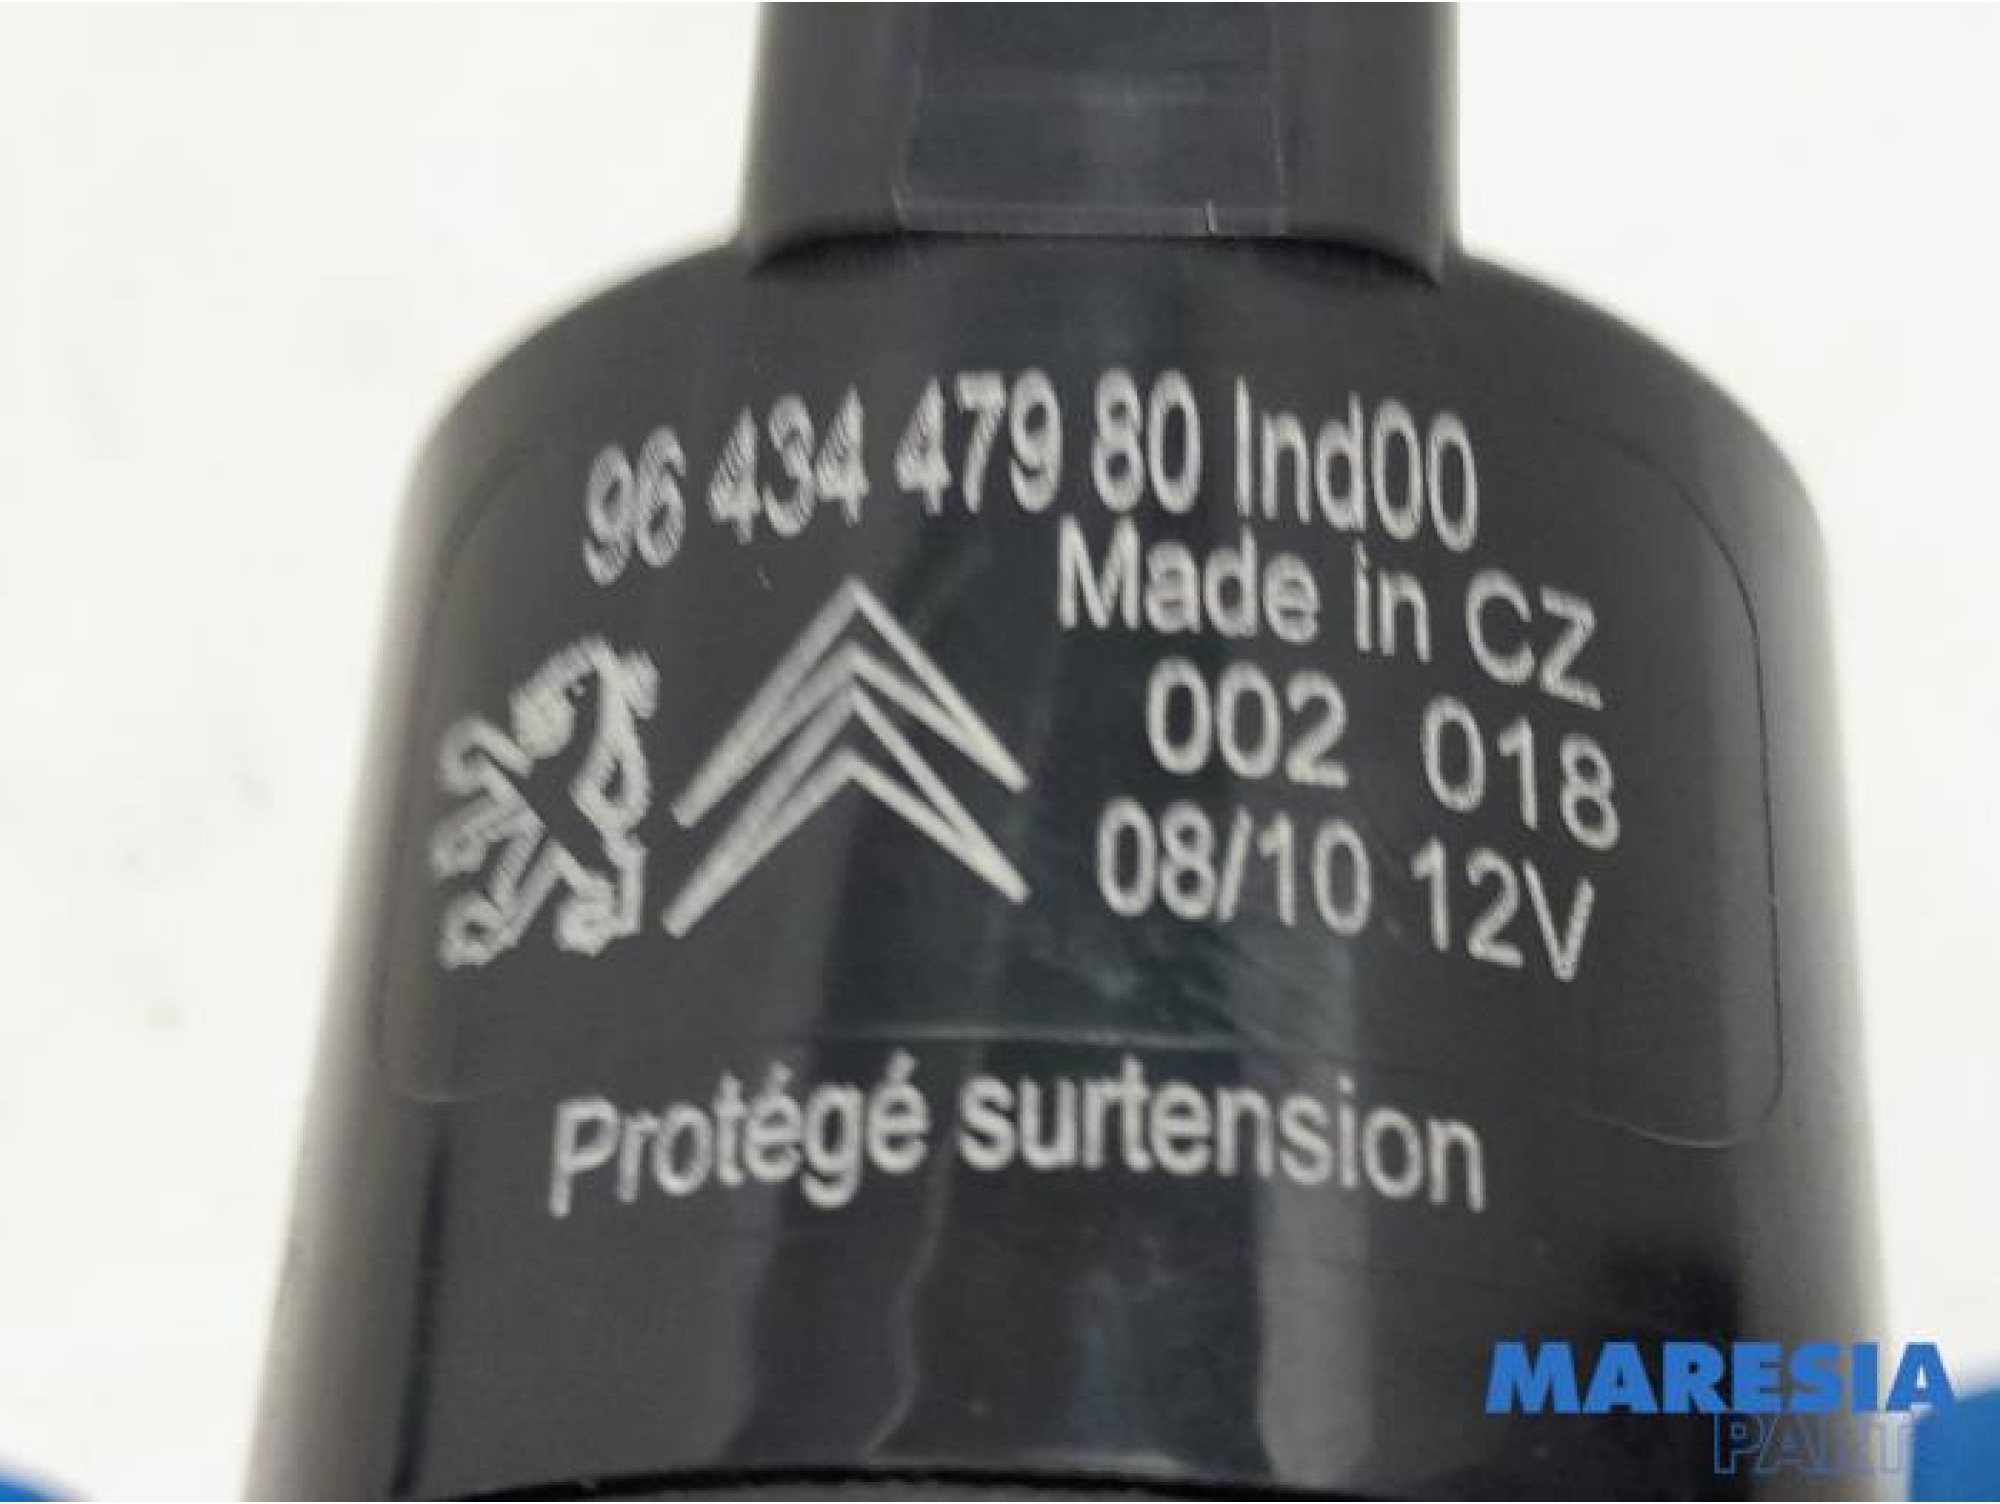 96 434 479 80 Ind00
Made in CZ
002 018
08/10 12V
Protégé surtension
MARESIA
PART